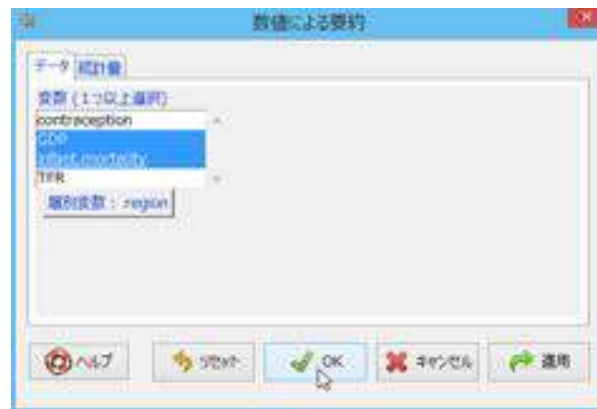 数値による要約
データ 統計量
変数 (1つ以上選択)
contraception
GDP
infant.mortality
TFR
層別変数 : region
ヘルプ リセット OK キャンセル 適用